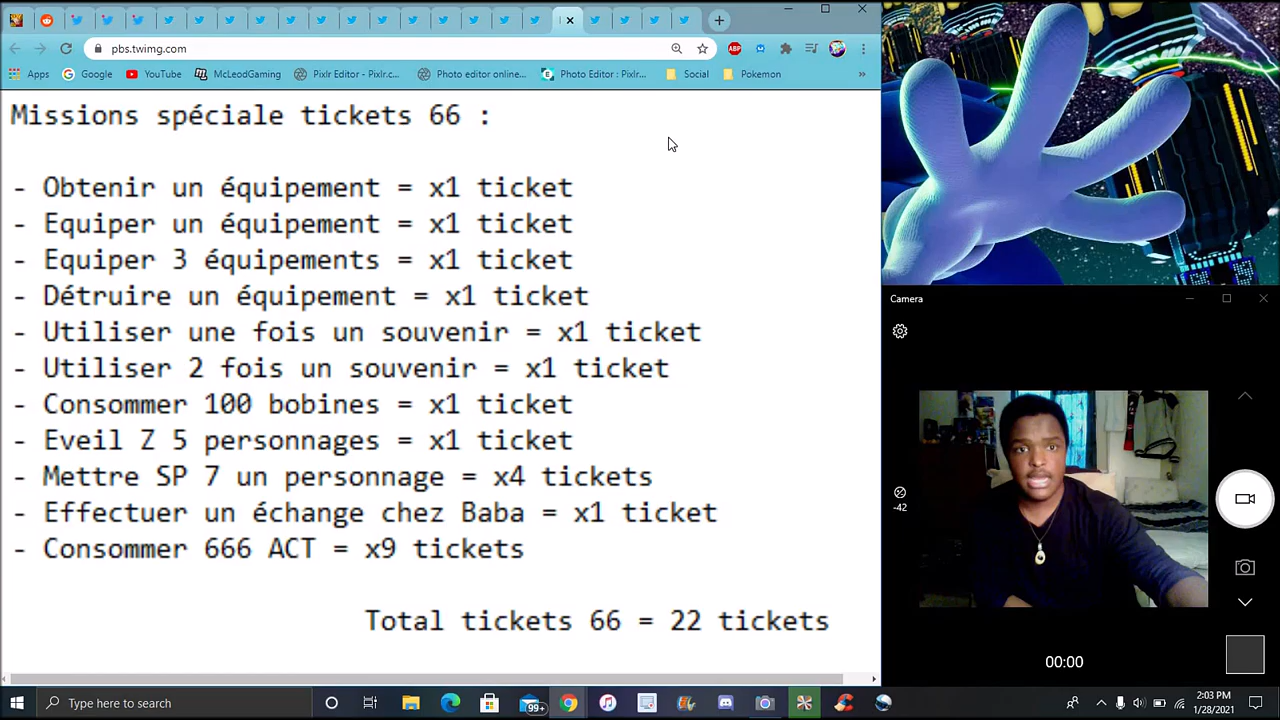 pbs.twimg.com
ABP
Apps
Google
YouTube
McLeodGaming
Pixlr Editor - Pixlr.c...
Photo editor online...
Photo Editor : Pixlr...
Social
Pokemon
»
Missions spéciale tickets 66 :
- Obtenir un équipement = x1 ticket
- Equiper un équipement = x1 ticket
- Equiper 3 équipements = x1 ticket
- Détruire un équipement = x1 ticket
- Utiliser une fois un souvenir = x1 ticket
- Utiliser 2 fois un souvenir = x1 ticket
- Consommer 100 bobines = x1 ticket
- Eveil Z 5 personnages = x1 ticket
- Mettre SP 7 un personnage = x4 tickets
- Effectuer un échange chez Baba = x1 ticket
- Consommer 666 ACT = x9 tickets
Total tickets 66 = 22 tickets
Camera
-42
00:00
Type here to search
99+
2:03 PM
1/28/2021